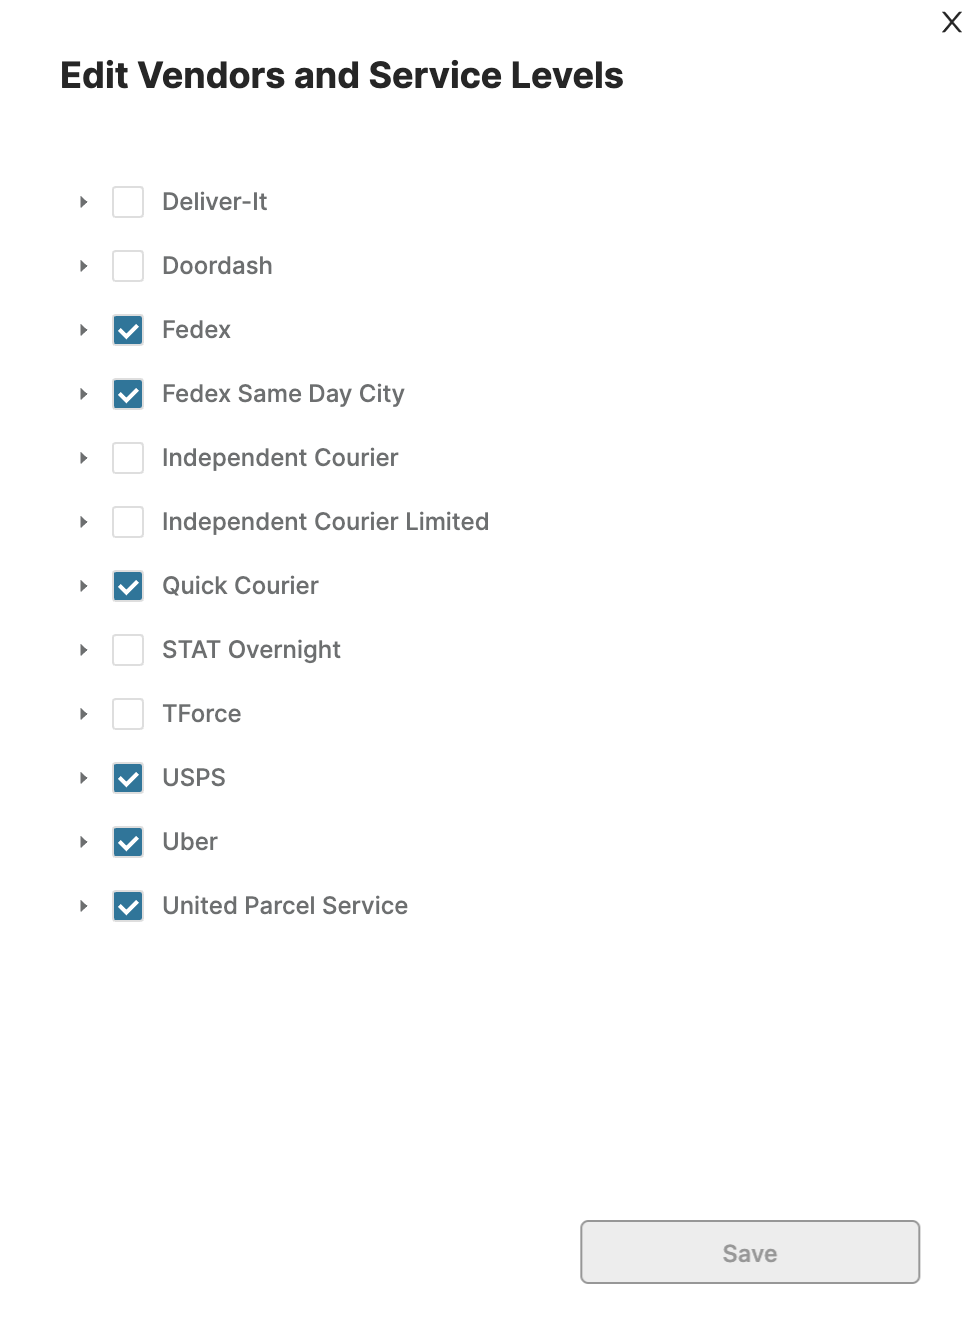 X
Edit Vendors and Service Levels
Deliver-It
Doordash
Fedex
Fedex Same Day City
Independent Courier
Independent Courier Limited
Quick Courier
STAT Overnight
TForce
USPS
Uber
United Parcel Service
Save